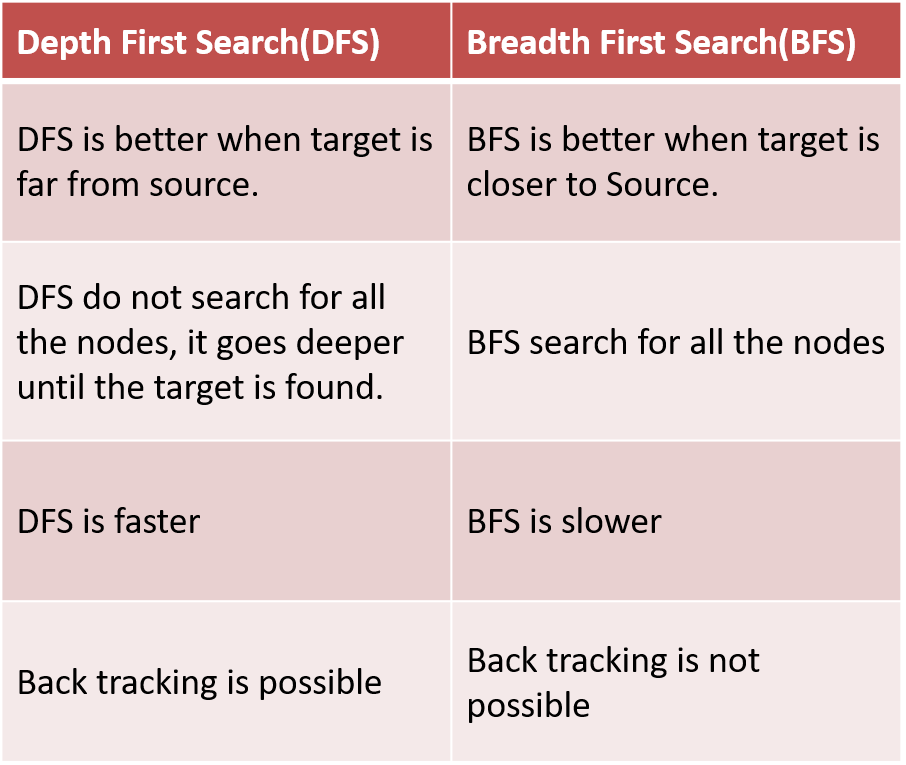 Depth First Search(DFS)
Breadth First Search(BFS)
DFS is better when target is
far from source.
BFS is better when target is
closer to Source.
DFS do not search for all
the nodes, it goes deeper
until the target is found.
BFS search for all the nodes
DFS is faster
BFS is slower
Back tracking is possible
Back tracking is not
possible